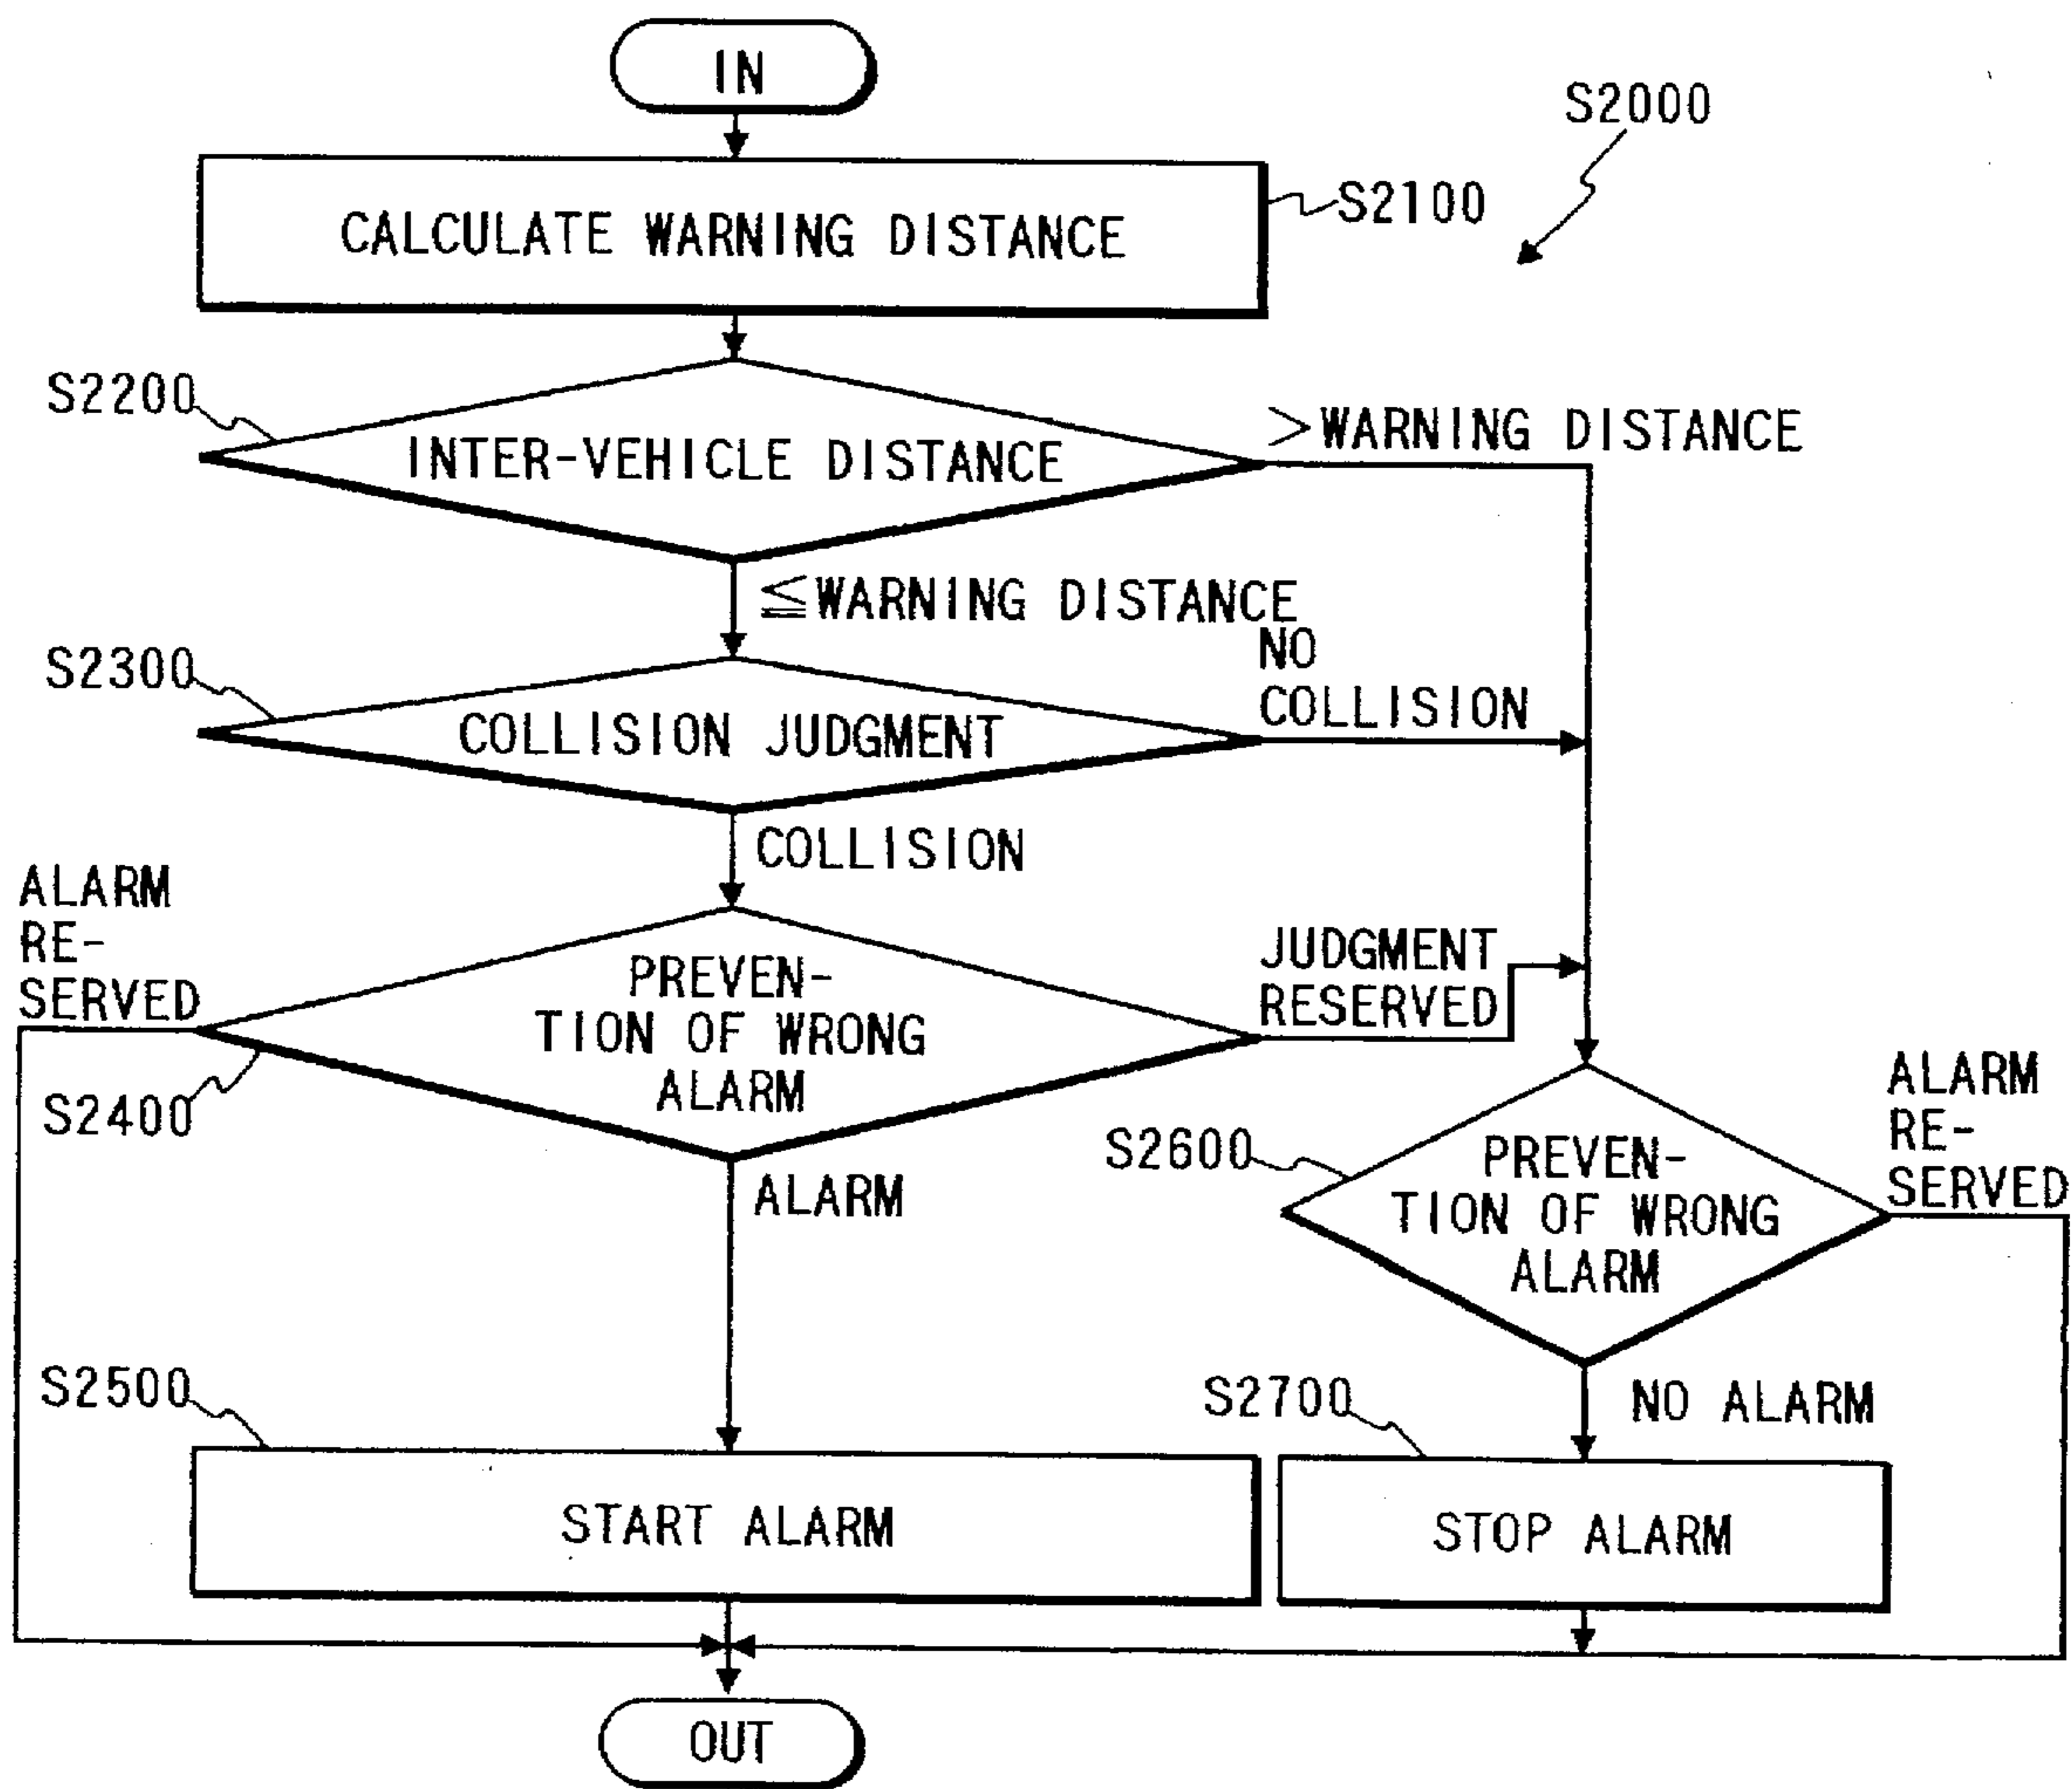 IN
S2000
CALCULATE WARNING DISTANCE
S2100
S2200
INTER-VEHICLE DISTANCE
>WARNING DISTANCE
≦WARNING DISTANCE
NO
COLLISION
S2300
COLLISION JUDGMENT
COLLISION
ALARM
RE-
SERVED
PREVEN-
TION OF WRONG
ALARM
JUDGMENT
RESERVED
S2400
ALARM
S2600
PREVEN-
TION OF WRONG
ALARM
ALARM
RE-
SERVED
S2500
S2700
NO ALARM
START ALARM
STOP ALARM
OUT